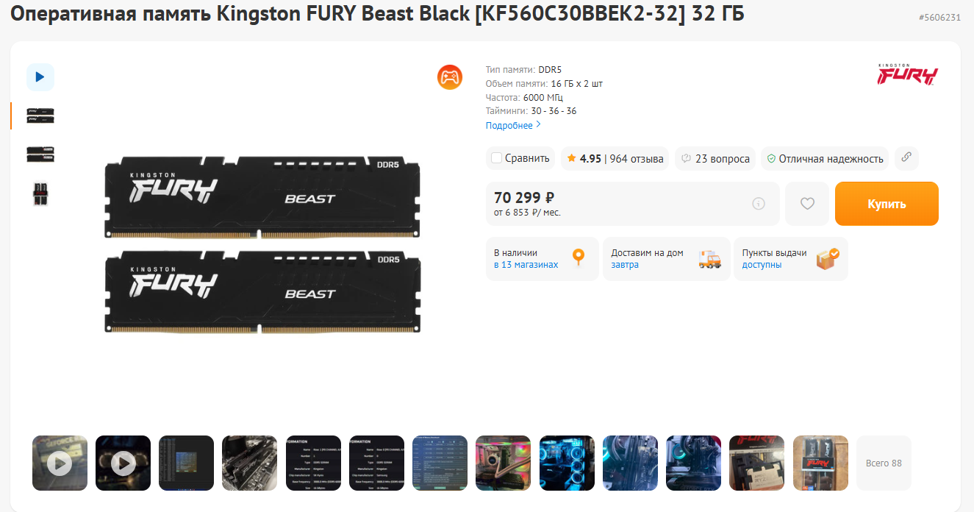 Оперативная память Kingston FURY Beast Black [KF560C30BBEK2-32] 32 ГБ
#5606231
KINGSTON
FURY
BEAST
DDR5
KINGSTON
FURY
BEAST
DDR5
Тип памяти: DDR5
Объем памяти: 16 ГБ x 2 шт
Частота: 6000 МГц
Тайминги: 30 - 36 - 36
Подробнее
KINGSTON
FURY
Сравнить
4.95 | 964 отзыва
23 вопроса
Отличная надежность
70 299 ₽
от 6 853 ₽/ мес.
Купить
В наличии
в 13 магазинах
Доставим на дом
завтра
Пункты выдачи
доступны
FURY
FURY
Всего 88